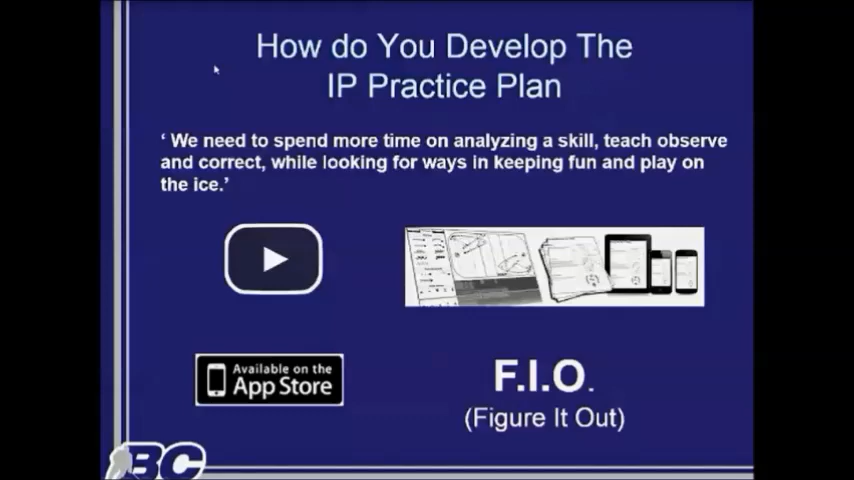 How do You Develop The
IP Practice Plan
‘ We need to spend more time on analyzing a skill, teach observe
and correct, while looking for ways in keeping fun and play on
the ice.’
Available on the
App Store
F.I.O.
(Figure It Out)
BC